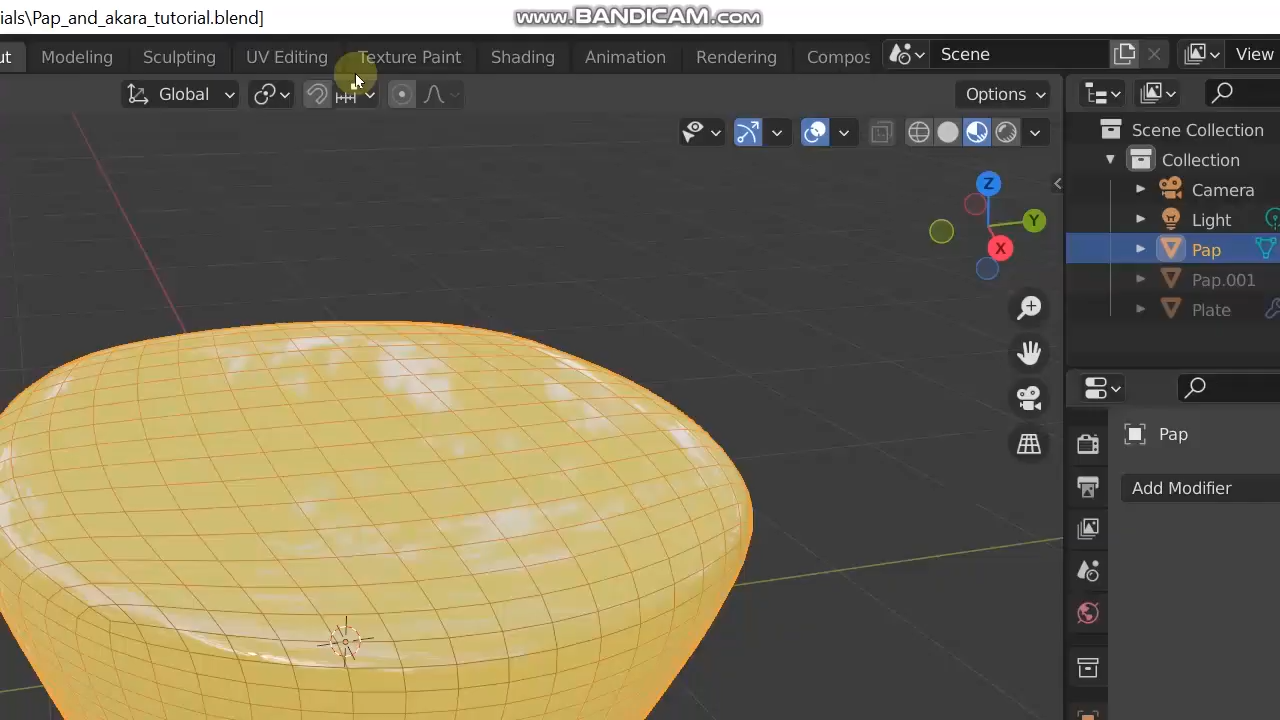 ials\Pap_and_akara_tutorial.blend]
www.BANDICAM.com
ut Modeling Sculpting UV Editing Texture Paint Shading Animation Rendering Compos Scene View
Global Options
Scene Collection
Collection
Camera
Light
Pap
Pap.001
Plate
Z
Y
X
Pap
Add Modifier